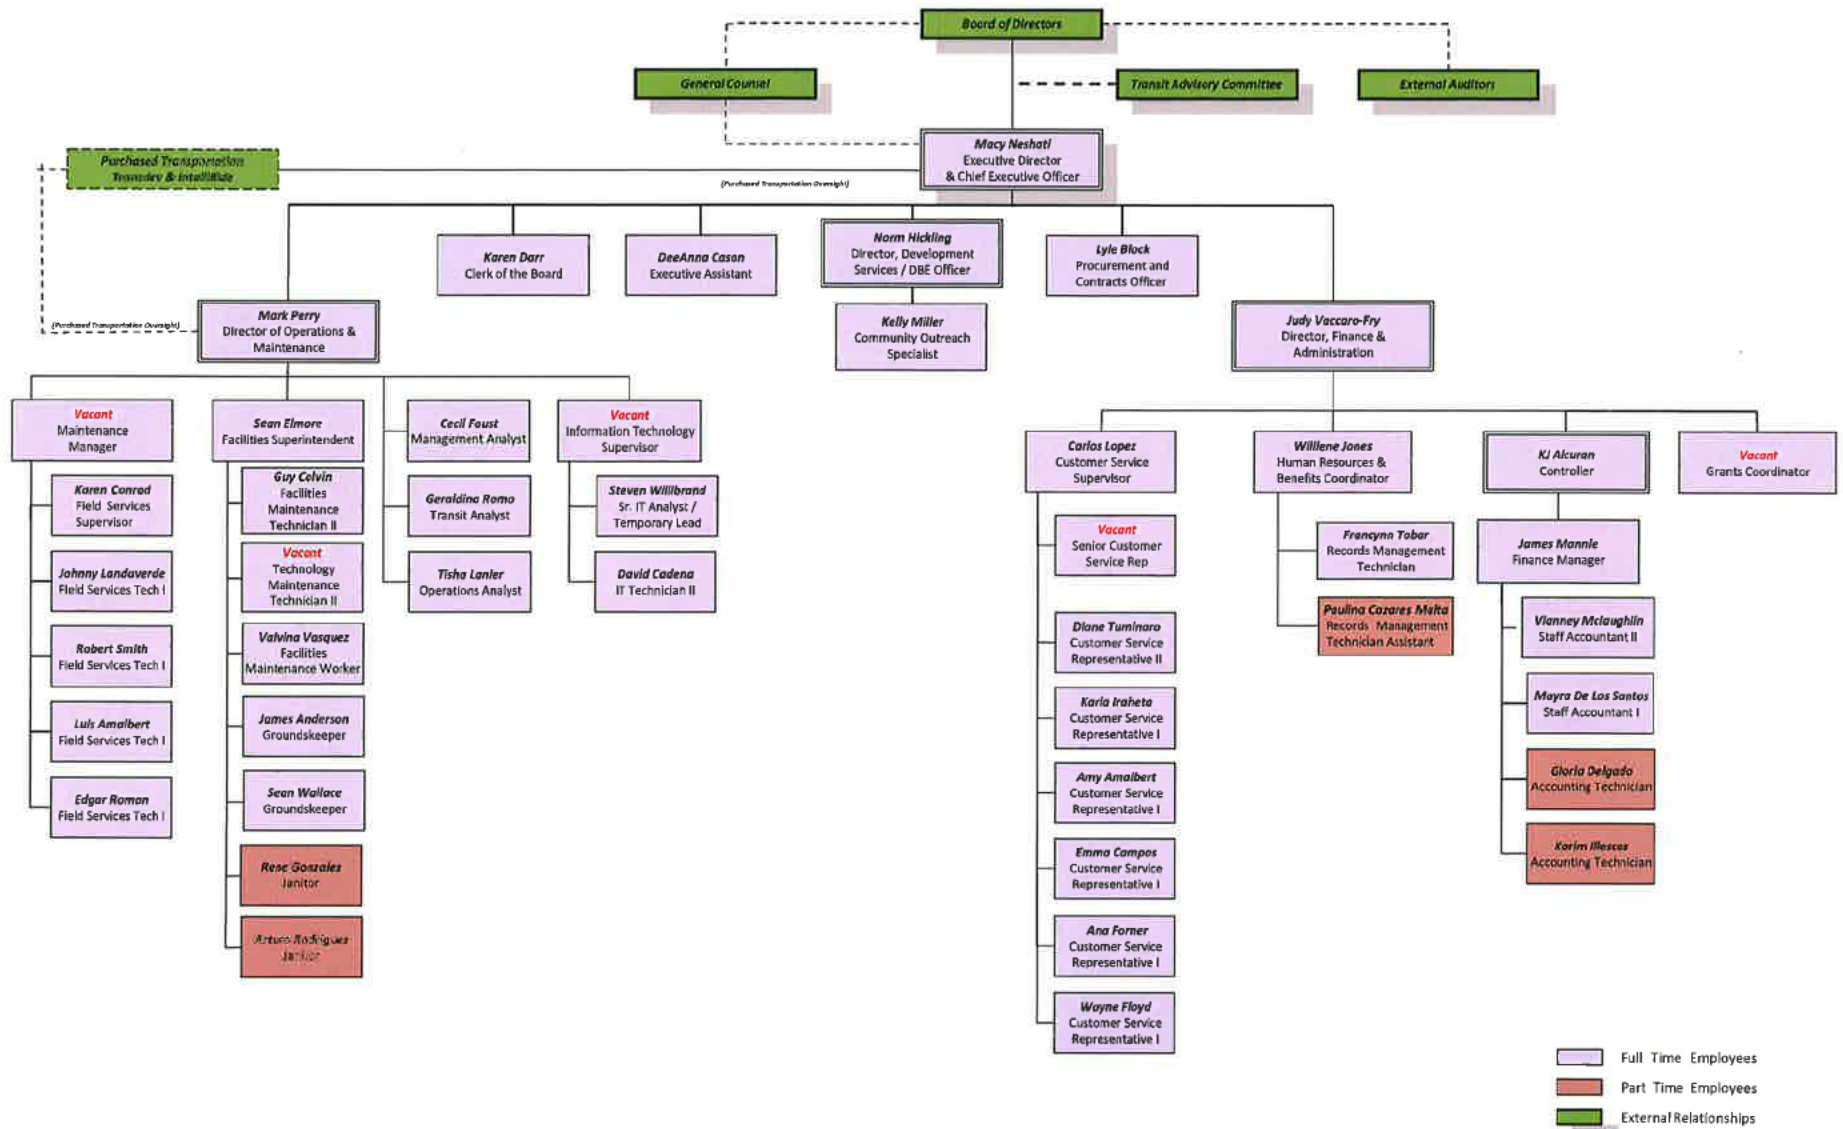 Board of Directors
General Counsel
Transit Advisory Committee
External Auditors
Macy Neshati
Executive Director
& Chief Executive Officer
Purchased Transportation
Transdev & IntelliRide
(Purchased Transportation Oversight)
Karen Darr
Clerk of the Board
DeeAnna Cason
Executive Assistant
Norm Hickling
Director, Development
Services / DBE Officer
Lyle Block
Procurement and
Contracts Officer
Mark Perry
Director of Operations &
Maintenance
(Purchased Transportation Oversight)
Kelly Miller
Community Outreach
Specialist
Judy Vaccaro-Fry
Director, Finance &
Administration
Vacant
Maintenance
Manager
Karen Conrad
Field Services
Supervisor
Johnny Landaverde
Field Services Tech I
Robert Smith
Field Services Tech I
Luis Amalbert
Field Services Tech I
Edgar Roman
Field Services Tech I
Sean Elmore
Facilities Superintendent
Guy Colvin
Facilities
Maintenance
Technician II
Vacant
Technology
Maintenance
Technician II
Valvina Vasquez
Facilities
Maintenance Worker
James Anderson
Groundskeeper
Sean Wallace
Groundskeeper
Rene Gonzales
Janitor
Arturo Rodriguez
Janitor
Cecil Foust
Management Analyst
Geraldina Romo
Transit Analyst
Tisha Lanier
Operations Analyst
Vacant
Information Technology
Supervisor
Steven Willibrand
Sr. IT Analyst /
Temporary Lead
David Cadena
IT Technician II
Carlos Lopez
Customer Service
Supervisor
Vacant
Senior Customer
Service Rep
Diane Tuminaro
Customer Service
Representative II
Karla Iraheta
Customer Service
Representative I
Amy Amalbert
Customer Service
Representative I
Emma Campos
Customer Service
Representative I
Ana Forner
Customer Service
Representative I
Wayne Floyd
Customer Service
Representative I
Willene Jones
Human Resources &
Benefits Coordinator
Francynn Tobar
Records Management
Technician
Paulina Cazares Malta
Records Management
Technician Assistant
KJ Alcuran
Controller
James Mannie
Finance Manager
Vianney Mclaughlin
Staff Accountant II
Mayra De Los Santos
Staff Accountant I
Gloria Delgado
Accounting Technician
Karim Illescas
Accounting Technician
Vacant
Grants Coordinator
Full Time Employees
Part Time Employees
External Relationships